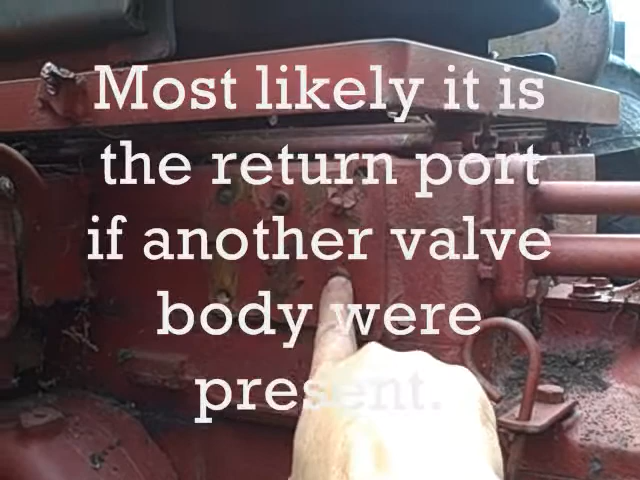 Most likely it is
the return port
if another valve
body were
present.